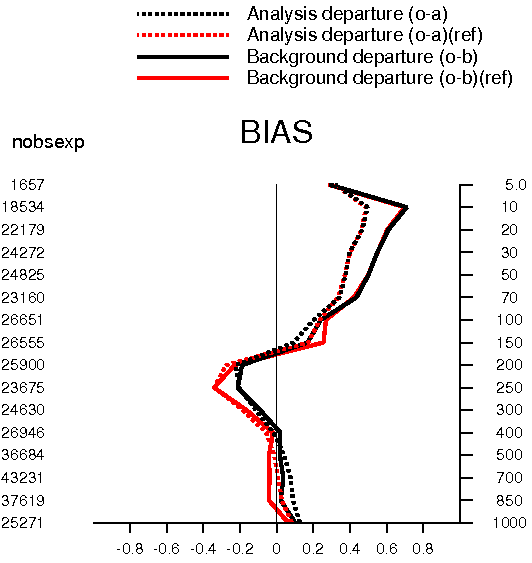 Analysis departure (o-a)
Analysis departure (o-a)(ref)
Background departure (o-b)
Background departure (o-b)(ref)
BIAS
nobsexp
1657 5.0
18534 10
22179 20
24272 30
24825 50
23160 70
26651 100
26555 150
25900 200
23675 250
24630 300
26946 400
36684 500
43231 700
37619 850
25271 1000
-0.8 -0.6 -0.4 -0.2 0 0.2 0.4 0.6 0.8